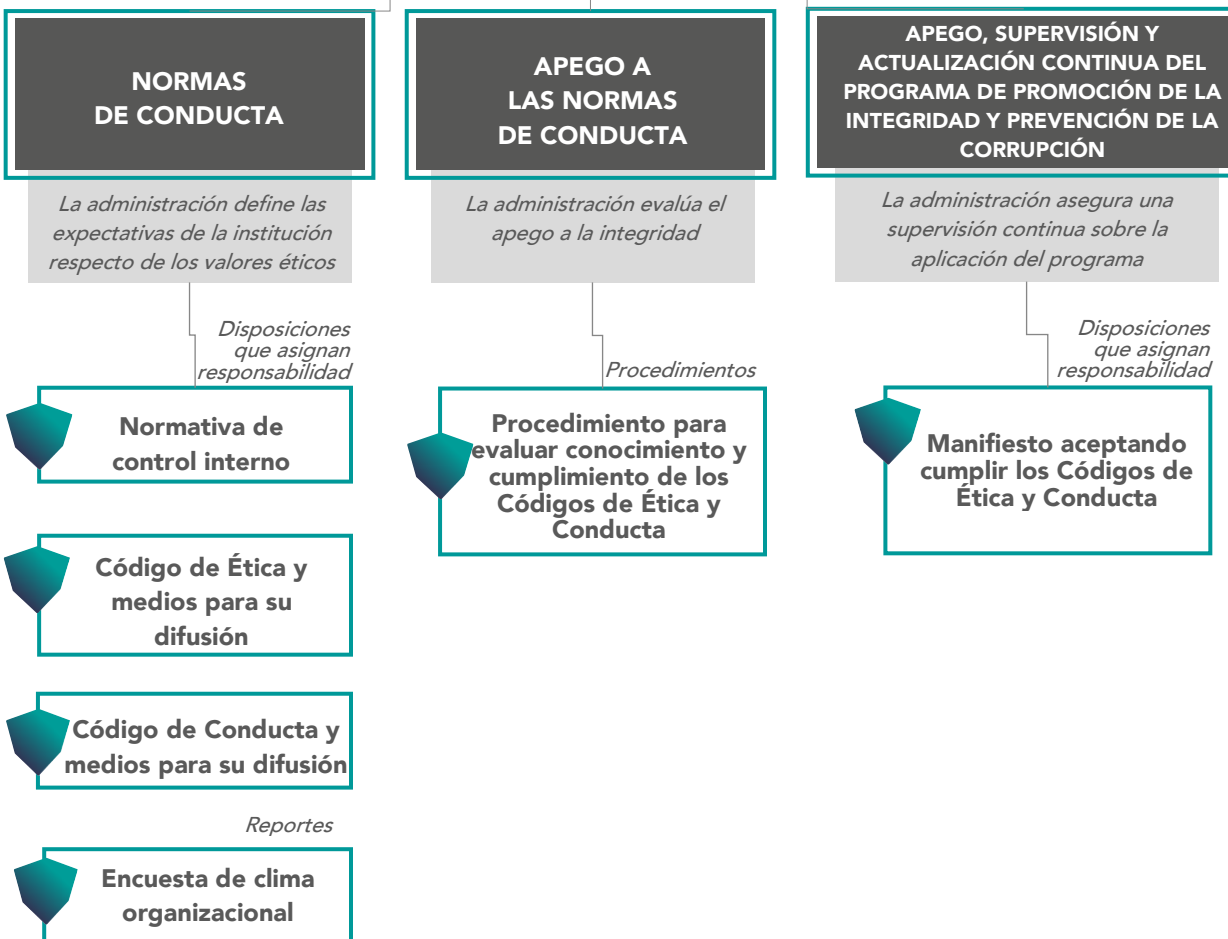 NORMAS
DE CONDUCTA
La administración define las
expectativas de la institución
respecto de los valores éticos
Disposiciones
que asignan
responsabilidad
Normativa de
control interno
Código de Ética y
medios para su
difusión
Código de Conducta y
medios para su difusión
Reportes
Encuesta de clima
organizacional
APEGO A
LAS NORMAS
DE CONDUCTA
La administración evalúa el
apego a la integridad
Procedimientos
Procedimiento para
evaluar conocimiento y
cumplimiento de los
Códigos de Ética y
Conducta
APEGO, SUPERVISIÓN Y
ACTUALIZACIÓN CONTINUA DEL
PROGRAMA DE PROMOCIÓN DE LA
INTEGRIDAD Y PREVENCIÓN DE LA
CORRUPCIÓN
La administración asegura una
supervisión continua sobre la
aplicación del programa
Disposiciones
que asignan
responsabilidad
Manifiesto aceptando
cumplir los Códigos de
Ética y Conducta